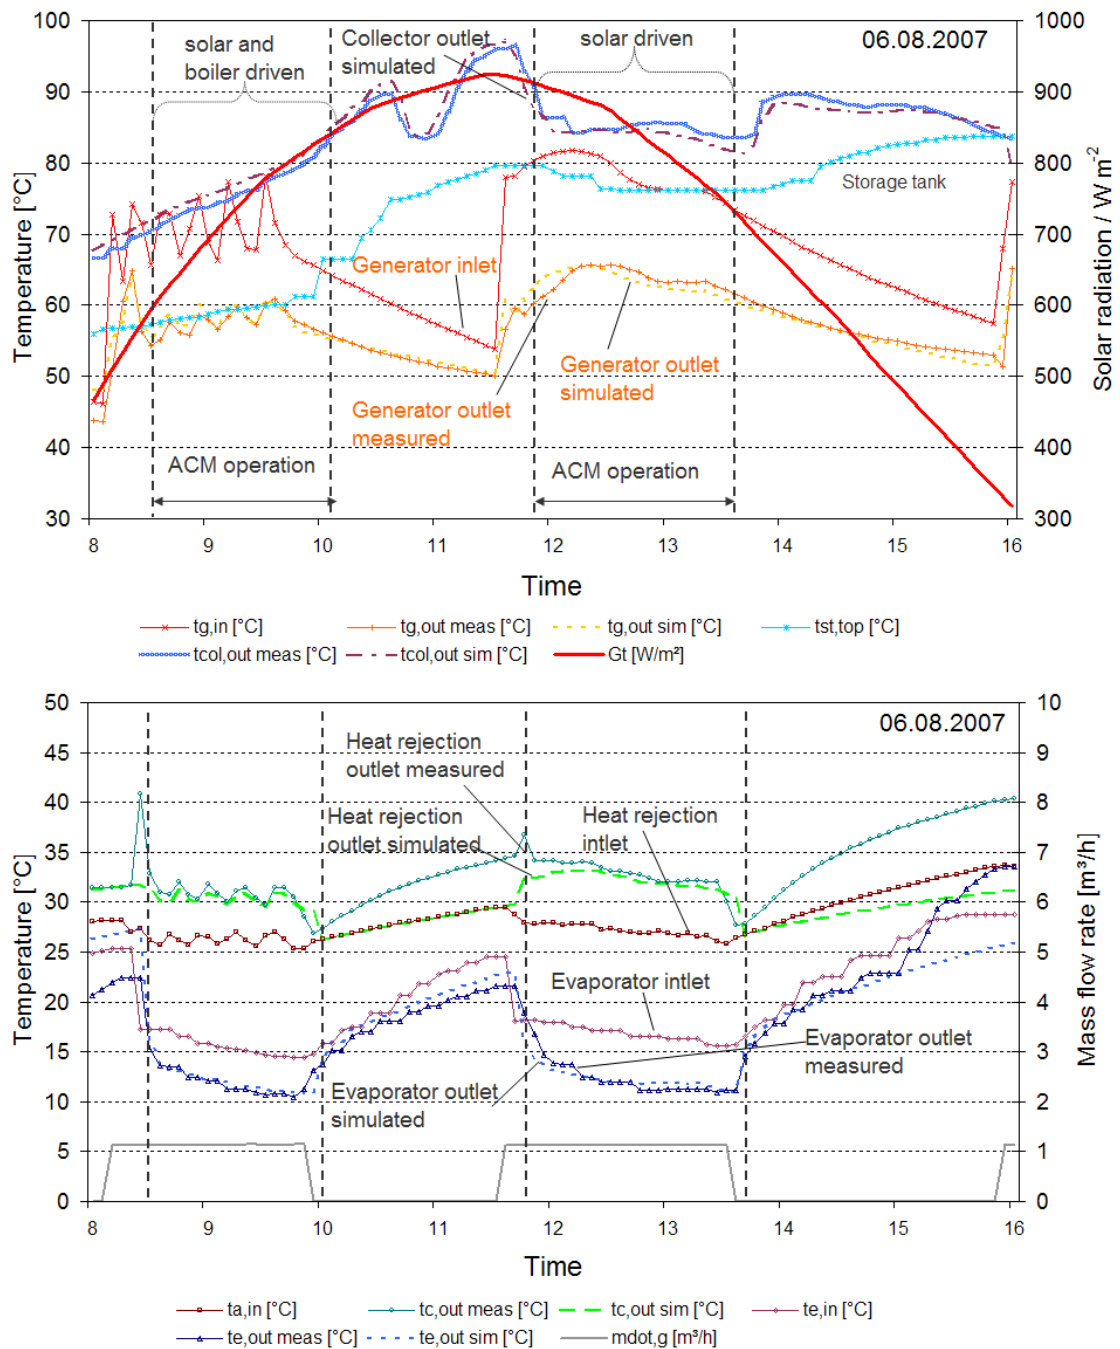 06.08.2007
solar and
boiler driven
Collector outlet
simulated
solar driven
Storage tank
Generator inlet
Generator outlet
simulated
Generator outlet
measured
ACM operation
ACM operation
Temperature [°C]
100
90
80
70
60
50
40
30
Solar radiation / W m⁻²
1000
900
800
700
600
500
400
300
8 9 10 11 12 13 14 15 16
Time
tg,in [°C] tg,out meas [°C] tg,out sim [°C] tst,top [°C]
tcol,out meas [°C] tcol,out sim [°C] Gt [W/m²]
06.08.2007
Heat rejection
outlet measured
Heat rejection
outlet simulated
Heat rejection
intlet
Evaporator intlet
Evaporator outlet
measured
Evaporator outlet
simulated
Temperature [°C]
50
45
40
35
30
25
20
15
10
5
0
Mass flow rate [m³/h]
10
9
8
7
6
5
4
3
2
1
0
8 9 10 11 12 13 14 15 16
Time
ta,in [°C] tc,out meas [°C] tc,out sim [°C] te,in [°C]
te,out meas [°C] te,out sim [°C] mdot,g [m³/h]